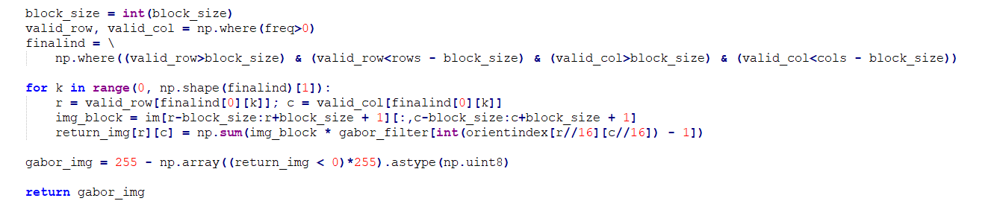 block_size = int(block_size)
valid_row, valid_col = np.where(freq>0)
finalind = \
    np.where((valid_row>block_size) & (valid_row<rows - block_size) & (valid_col>block_size) & (valid_col<cols - block_size))

for k in range(0, np.shape(finalind)[1]):
    r = valid_row[finalind[0][k]]; c = valid_col[finalind[0][k]]
    img_block = im[r-block_size:r+block_size + 1][:,c-block_size:c+block_size + 1]
    return_img[r][c] = np.sum(img_block * gabor_filter[int(orientindex[r//16][c//16]) - 1])

gabor_img = 255 - np.array((return_img < 0)*255).astype(np.uint8)

return gabor_img